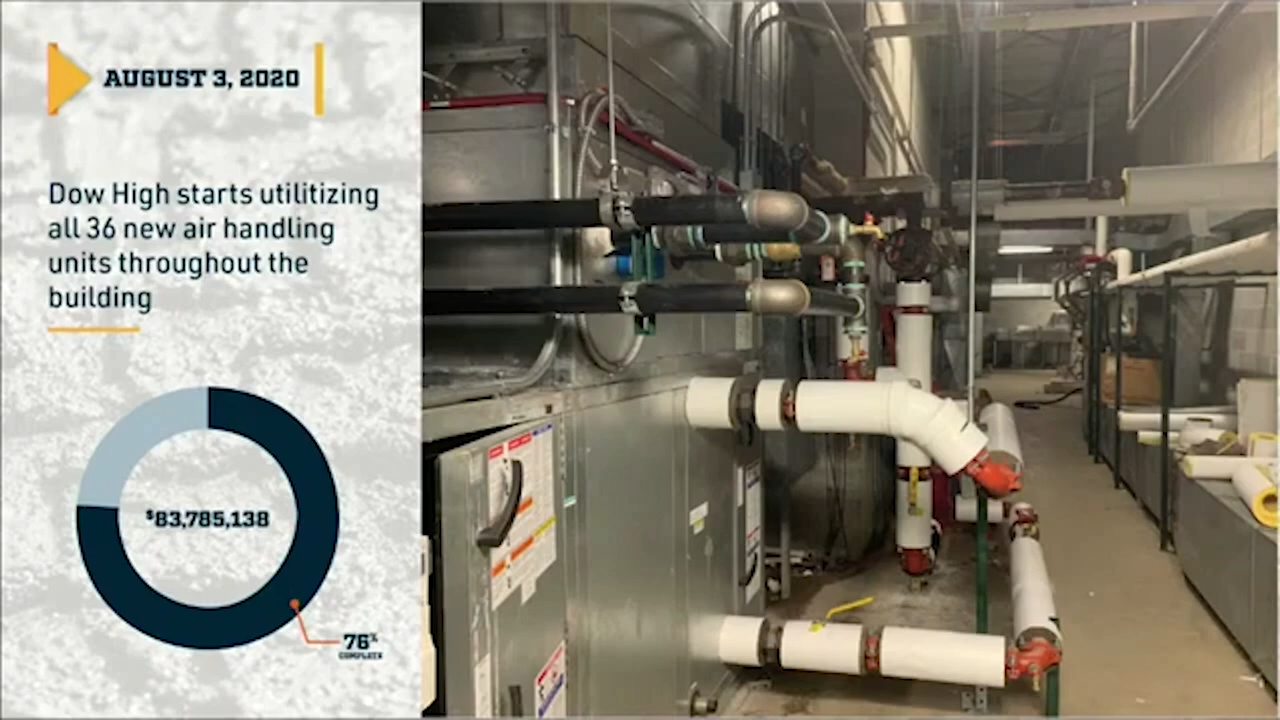 AUGUST 3, 2020
Dow High starts utilitizing
all 36 new air handling
units throughout the
building
$83,785,138
76%
COMPLETE